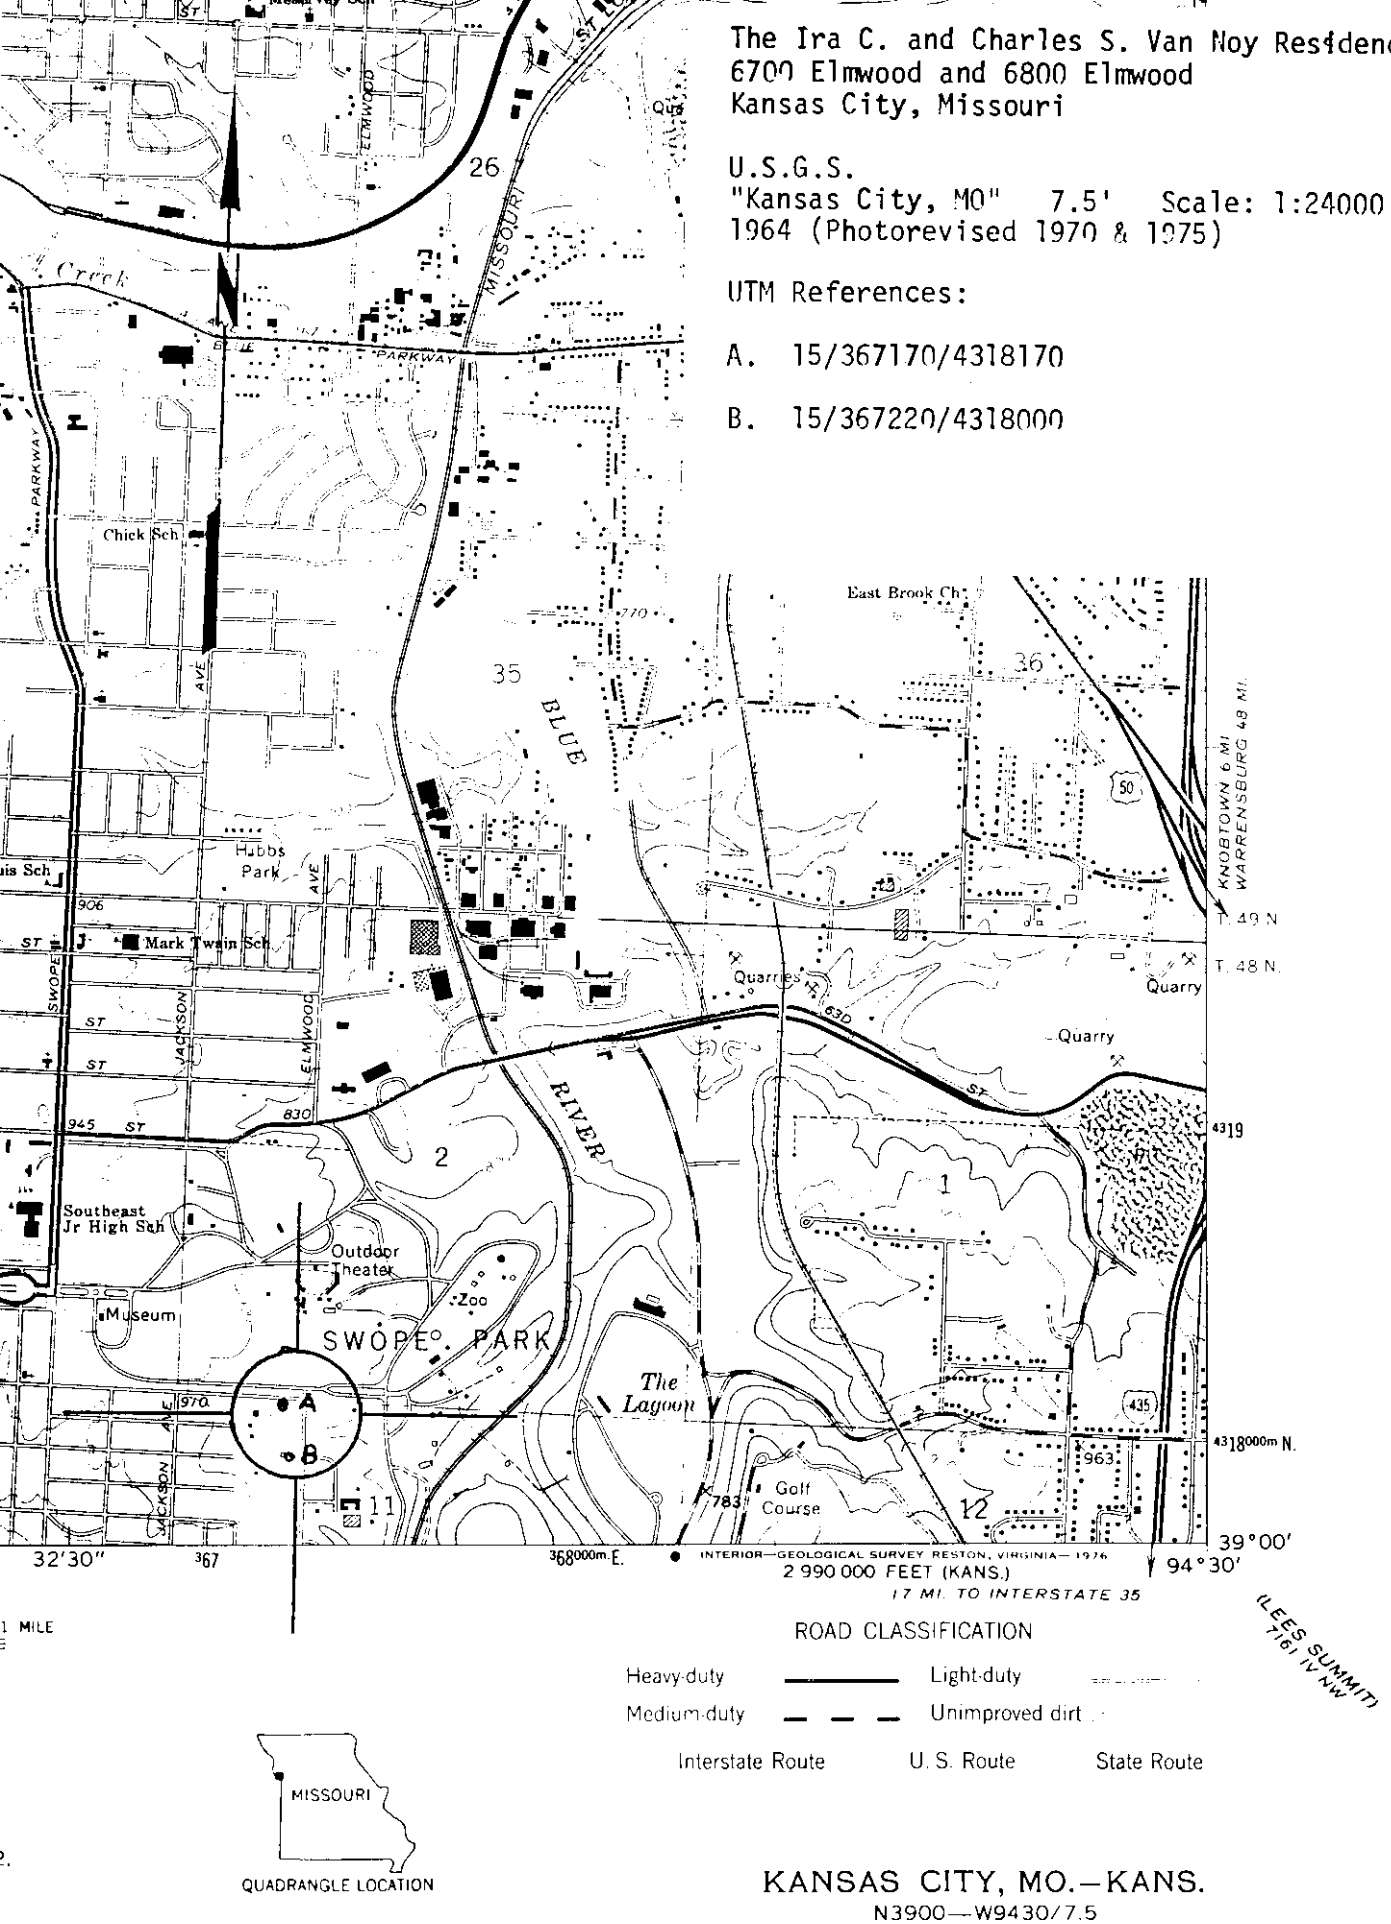 The Ira C. and Charles S. Van Noy Residen
6700 Elmwood and 6800 Elmwood
Kansas City, Missouri
U.S.G.S.
"Kansas City, MO" 7.5' Scale: 1:24000
1964 (Photorevised 1970 & 1975)
UTM References:
A. 15/367170/4318170
B. 15/367220/4318000
ST
ELMWOOD
26
MISSOURI
Creek
BLUE
PARKWAY
PARKWAY
Chick Sch
770
East Brook Ch
36
35
AVE
BLUE
50
KNOBTOWN 6 MI.
WARRENSBURG 48 MI.
Hibbs
Park
AVE
906
ST
Mark Twain Sch
T. 49 N
T. 48 N.
SWOPE
JACKSON
ELMWOOD
Quarries
Quarry
Quarry
63D
ST
ST
ST
830
945
ST
RIVER
2
1
4319
Southeast
Jr High Sch
Outdoor
Theater
Zoo
Museum
SWOPE PARK
The
Lagoon
970
A
B
AVE
JACKSON
435
4318000m N.
963
11
783
Golf
Course
12
32'30"
367
368000m. E.
INTERIOR—GEOLOGICAL SURVEY RESTON, VIRGINIA—1976
39°00'
94°30'
2 990 000 FEET (KANS.)
17 MI. TO INTERSTATE 35
(LEES SUMMIT)
7161 IV NW
1 MILE
ROAD CLASSIFICATION
Heavy-duty
Light-duty
Medium-duty
Unimproved dirt
Interstate Route
U. S. Route
State Route
MISSOURI
QUADRANGLE LOCATION
KANSAS CITY, MO.–KANS.
N3900—W9430/7.5